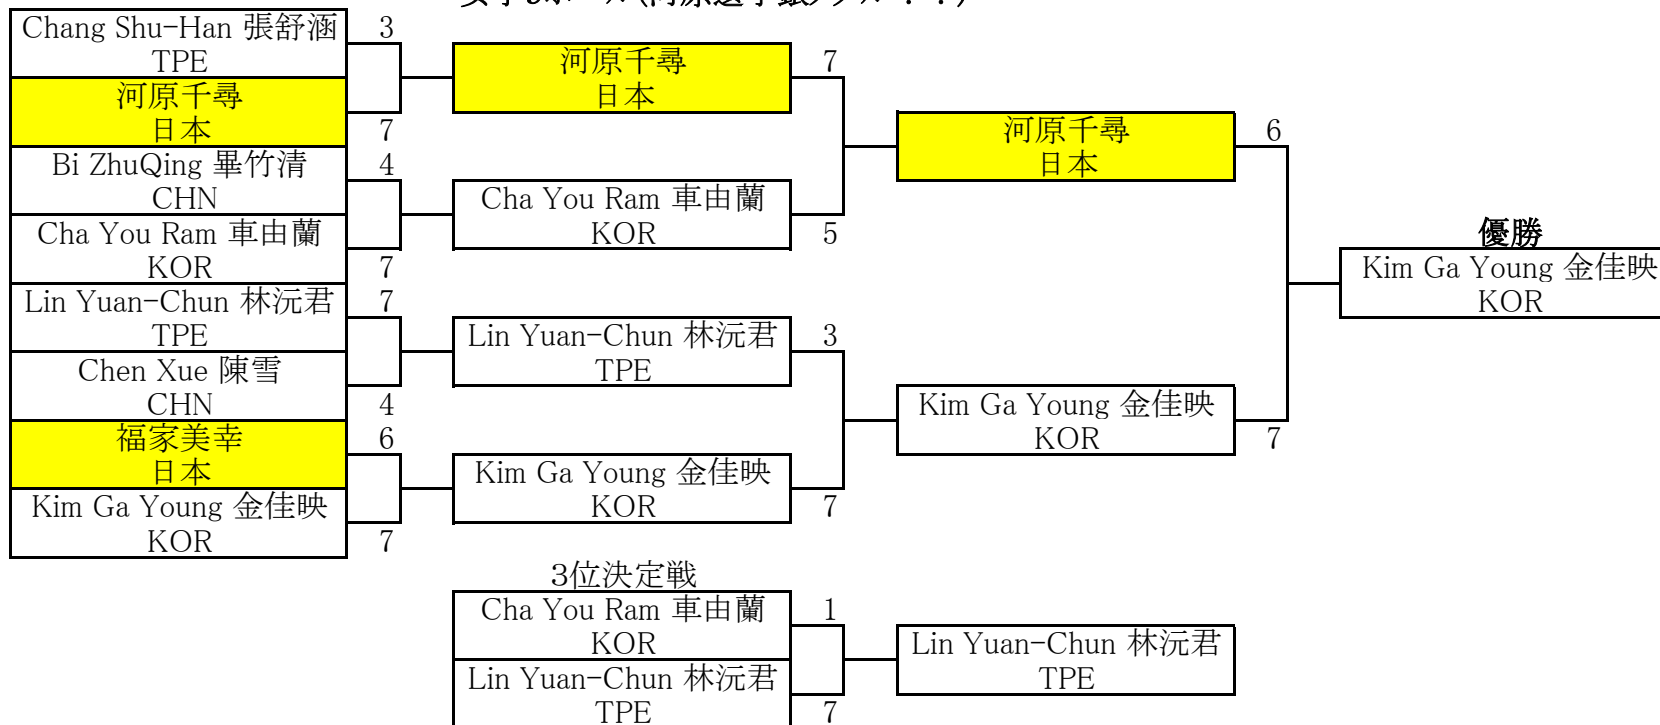 Chang Shu-Han 張舒涵
TPE
3
河原千尋
日本
7
Bi ZhuQing 畢竹清
CHN
4
Cha You Ram 車由蘭
KOR
7
Lin Yuan-Chun 林沅君
TPE
7
Chen Xue 陳雪
CHN
4
福家美幸
日本
6
Kim Ga Young 金佳映
KOR
7
河原千尋
日本
7
Cha You Ram 車由蘭
KOR
5
Lin Yuan-Chun 林沅君
TPE
3
Kim Ga Young 金佳映
KOR
7
河原千尋
日本
6
Kim Ga Young 金佳映
KOR
7
優勝
Kim Ga Young 金佳映
KOR
3位決定戦
Cha You Ram 車由蘭
KOR
1
Lin Yuan-Chun 林沅君
TPE
7
Lin Yuan-Chun 林沅君
TPE